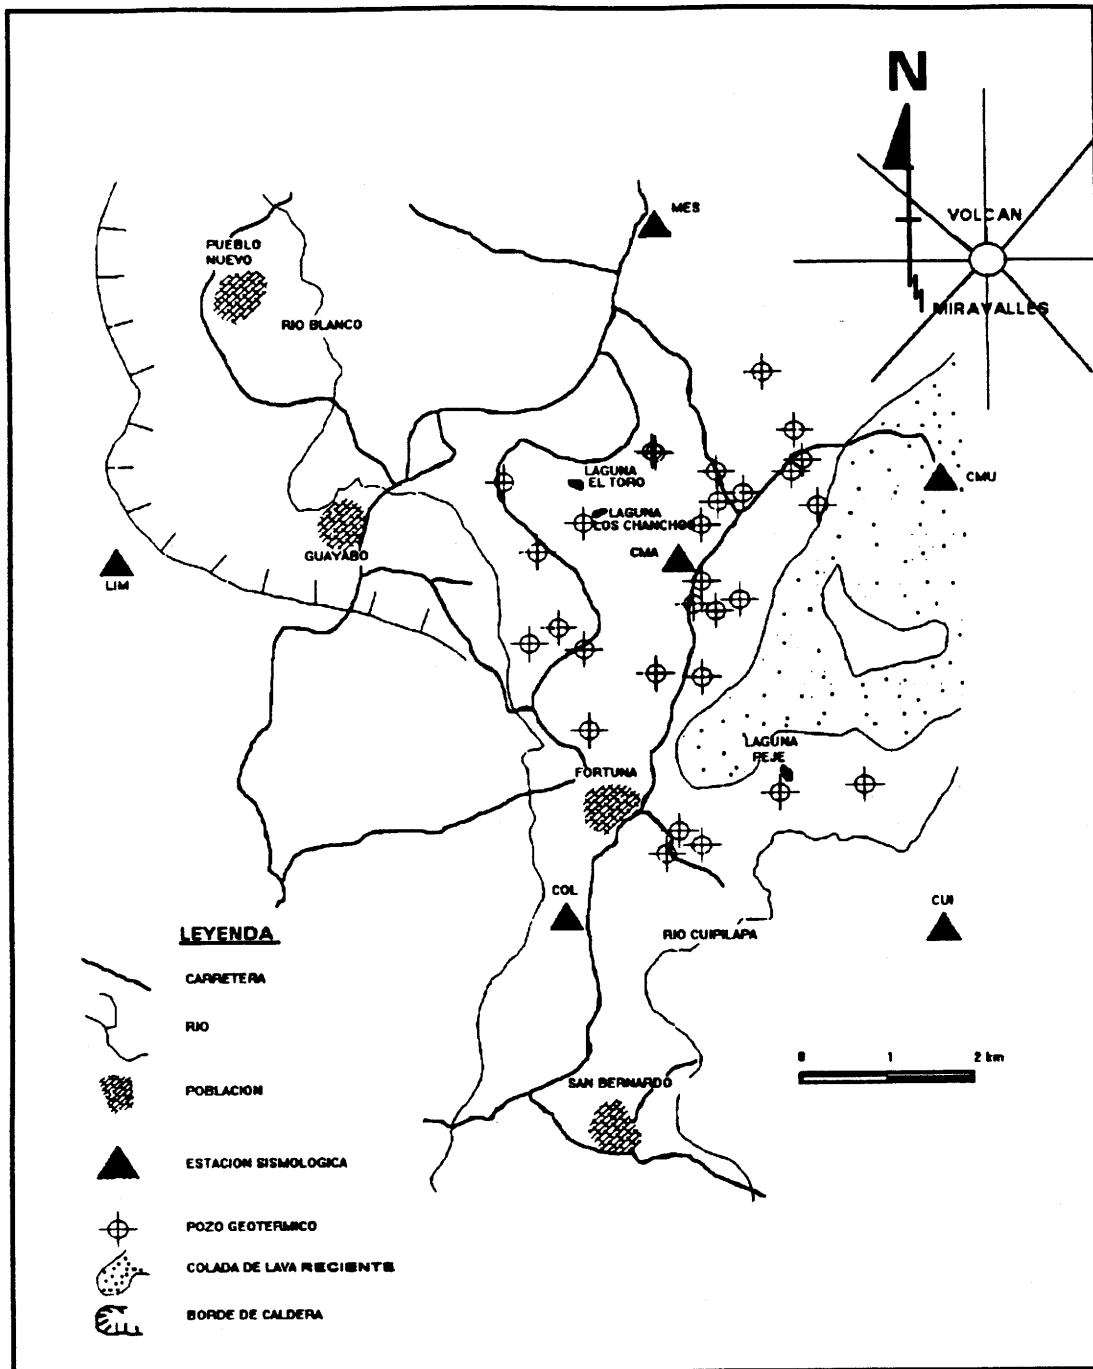 N
VOLCAN
MIRAVALLES
MES
PUEBLO
NUEVO
RIO BLANCO
LAGUNA
EL TORO
CMU
LAGUNA
LOS CHANCHOS
GUAYABO
CMA
LIM
LAGUNA
PEJE
FORTUNA
COL
CUI
RIO CUIPILAPA
LEYENDA
CARRETERA
RIO
POBLACION
ESTACION SISMOLOGICA
POZO GEOTERMICO
COLADA DE LAVA RECIENTE
BORDE DE CALDERA
0 1 2 km
SAN BERNARDO